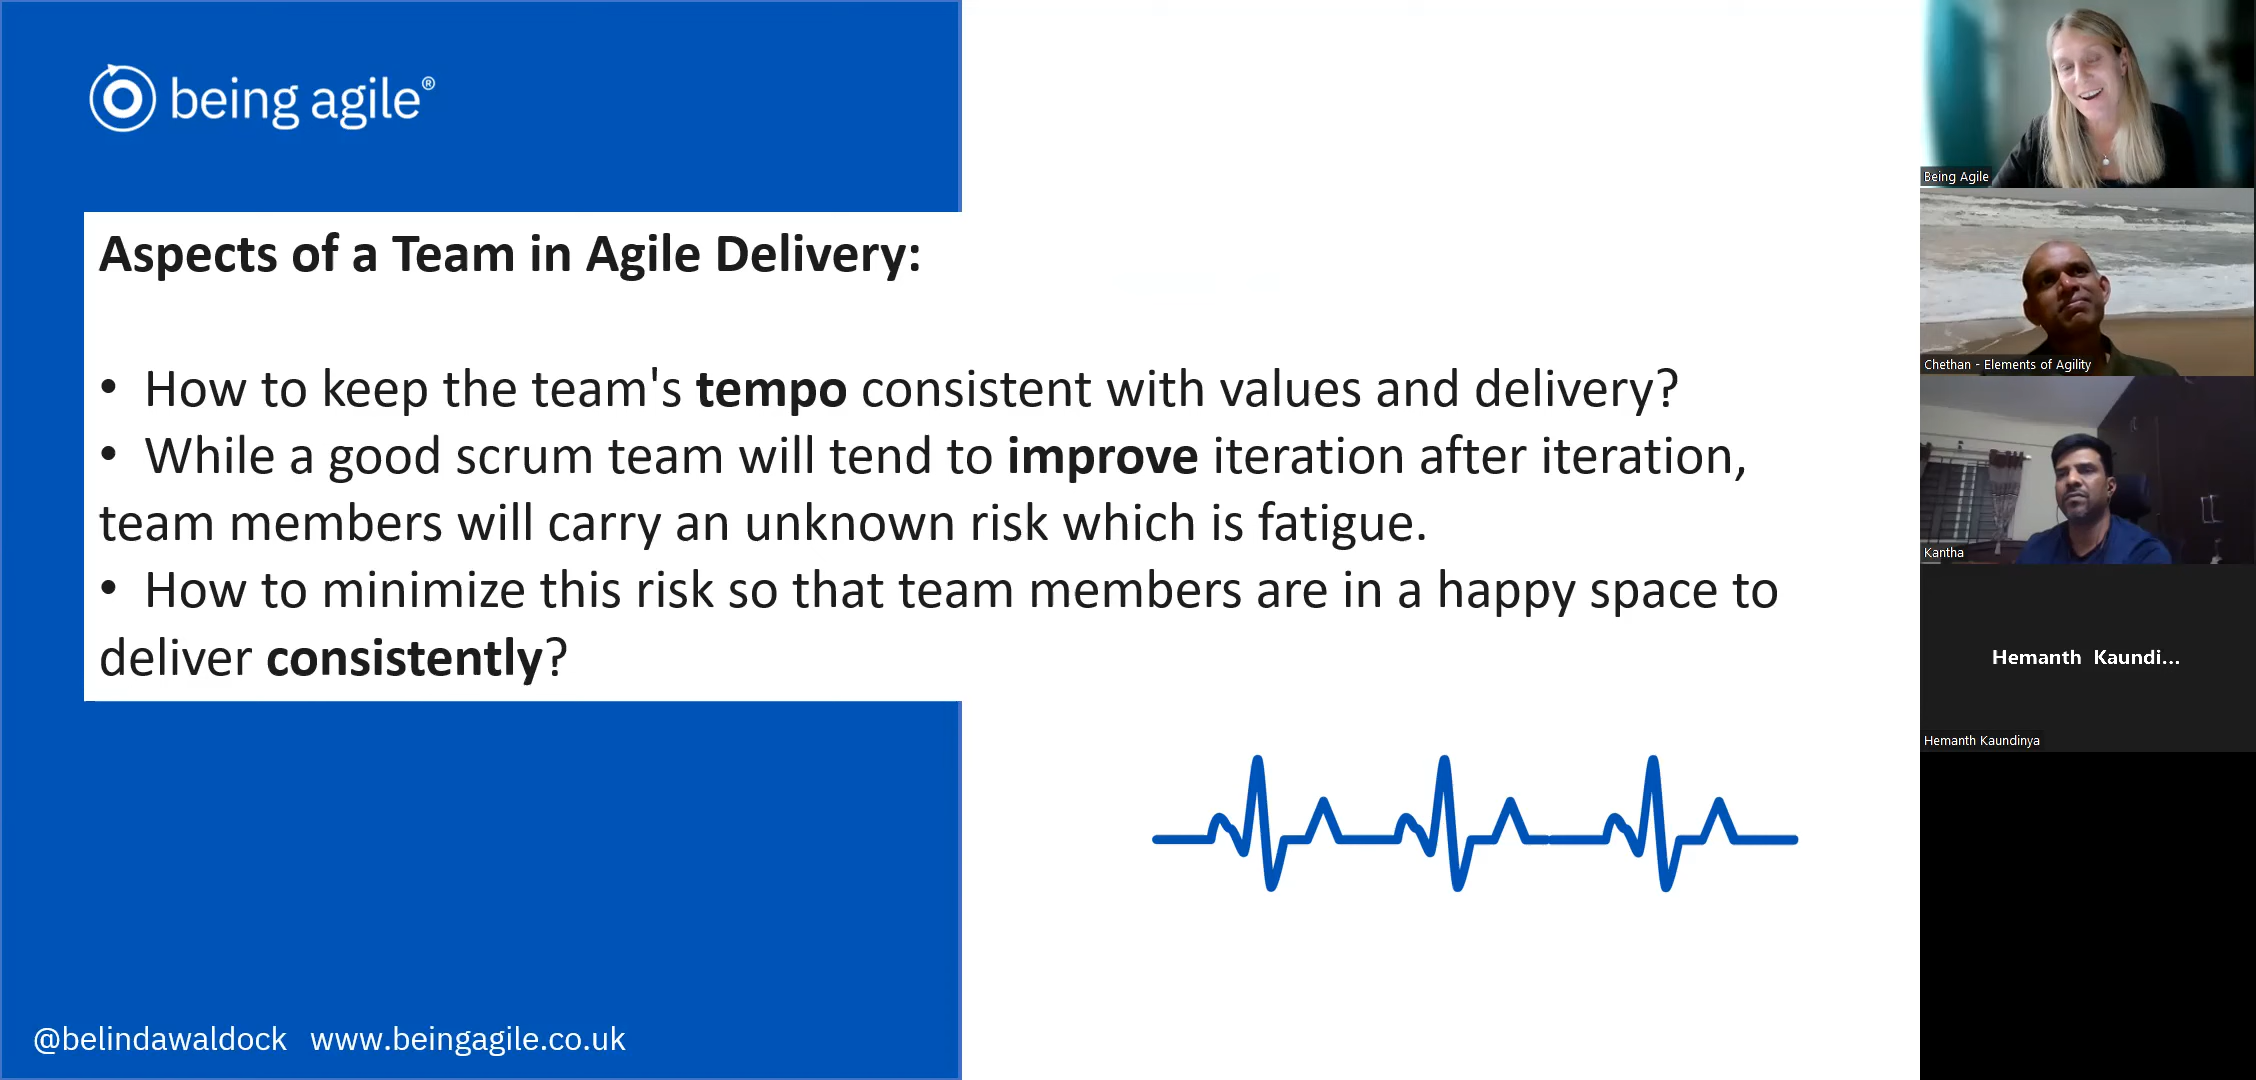 being agile®
Aspects of a Team in Agile Delivery:
• How to keep the team's tempo consistent with values and delivery?
• While a good scrum team will tend to improve iteration after iteration,
team members will carry an unknown risk which is fatigue.
• How to minimize this risk so that team members are in a happy space to
deliver consistently?
@belindawaldock www.beingagile.co.uk
Being Agile
Chethan - Elements of Agility
Kantha
Hemanth Kaundi...
Hemanth Kaundinya